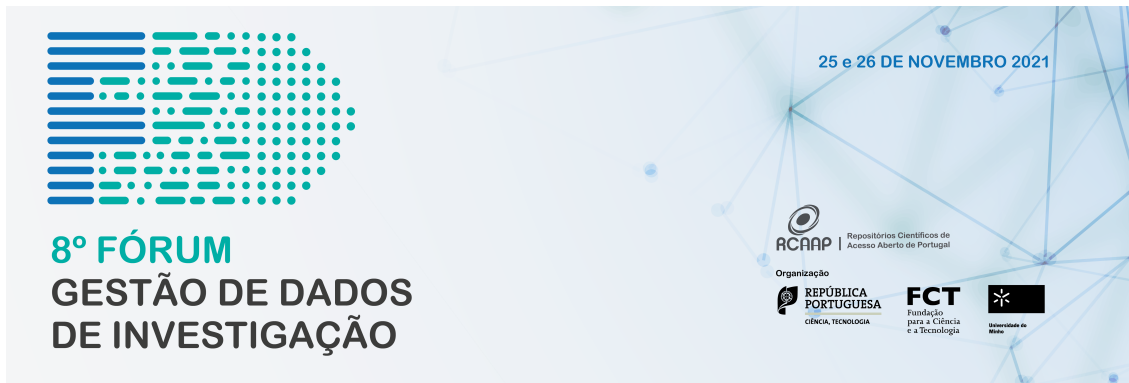 25 e 26 DE NOVEMBRO 2021
8º FÓRUM
GESTÃO DE DADOS
DE INVESTIGAÇÃO
RCAAP | Repositórios Científicos de
Acesso Aberto de Portugal
Organização
REPÚBLICA
PORTUGUESA
CIÊNCIA, TECNOLOGIA
FCT
Fundação
para a Ciência
e a Tecnologia
Universidade do
Minho